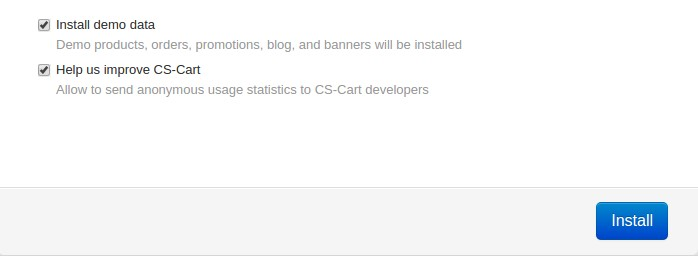 Install demo data
Demo products, orders, promotions, blog, and banners will be installed
Help us improve CS-Cart
Allow to send anonymous usage statistics to CS-Cart developers
Install